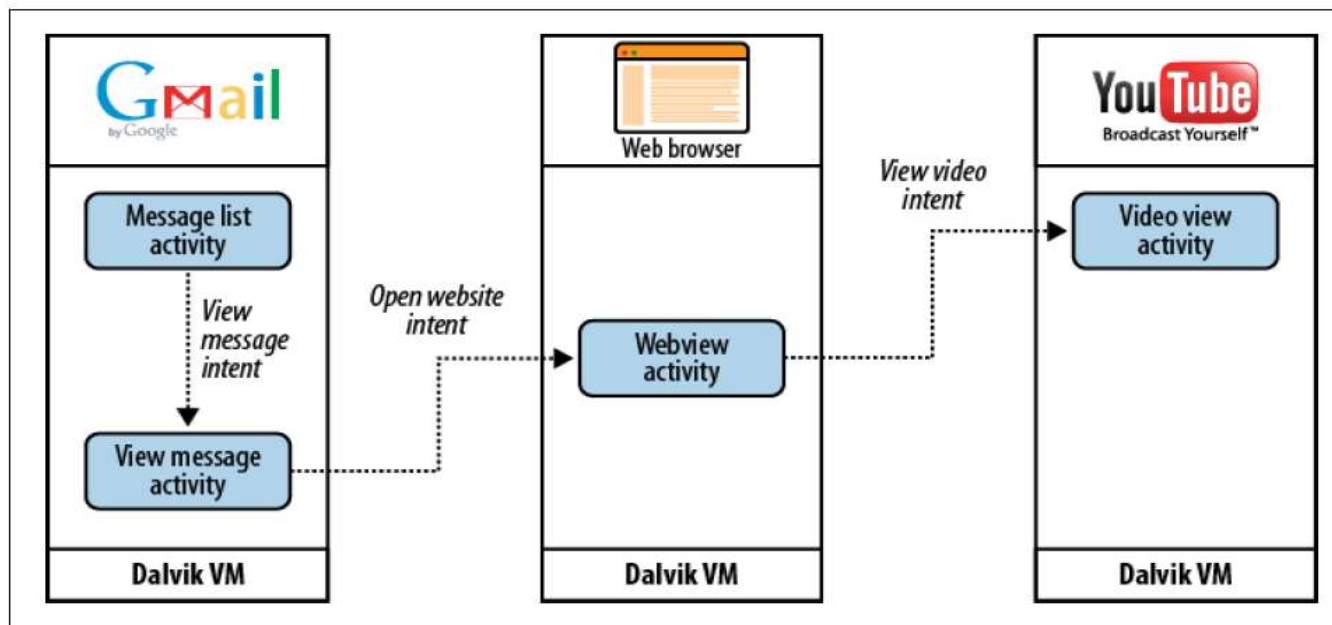 Gmail
by Google
Message list
activity
View
message
intent
View message
activity
Dalvik VM
Open website
intent
Web browser
Webview
activity
Dalvik VM
View video
intent
YouTube
Broadcast Yourself™
Video view
activity
Dalvik VM